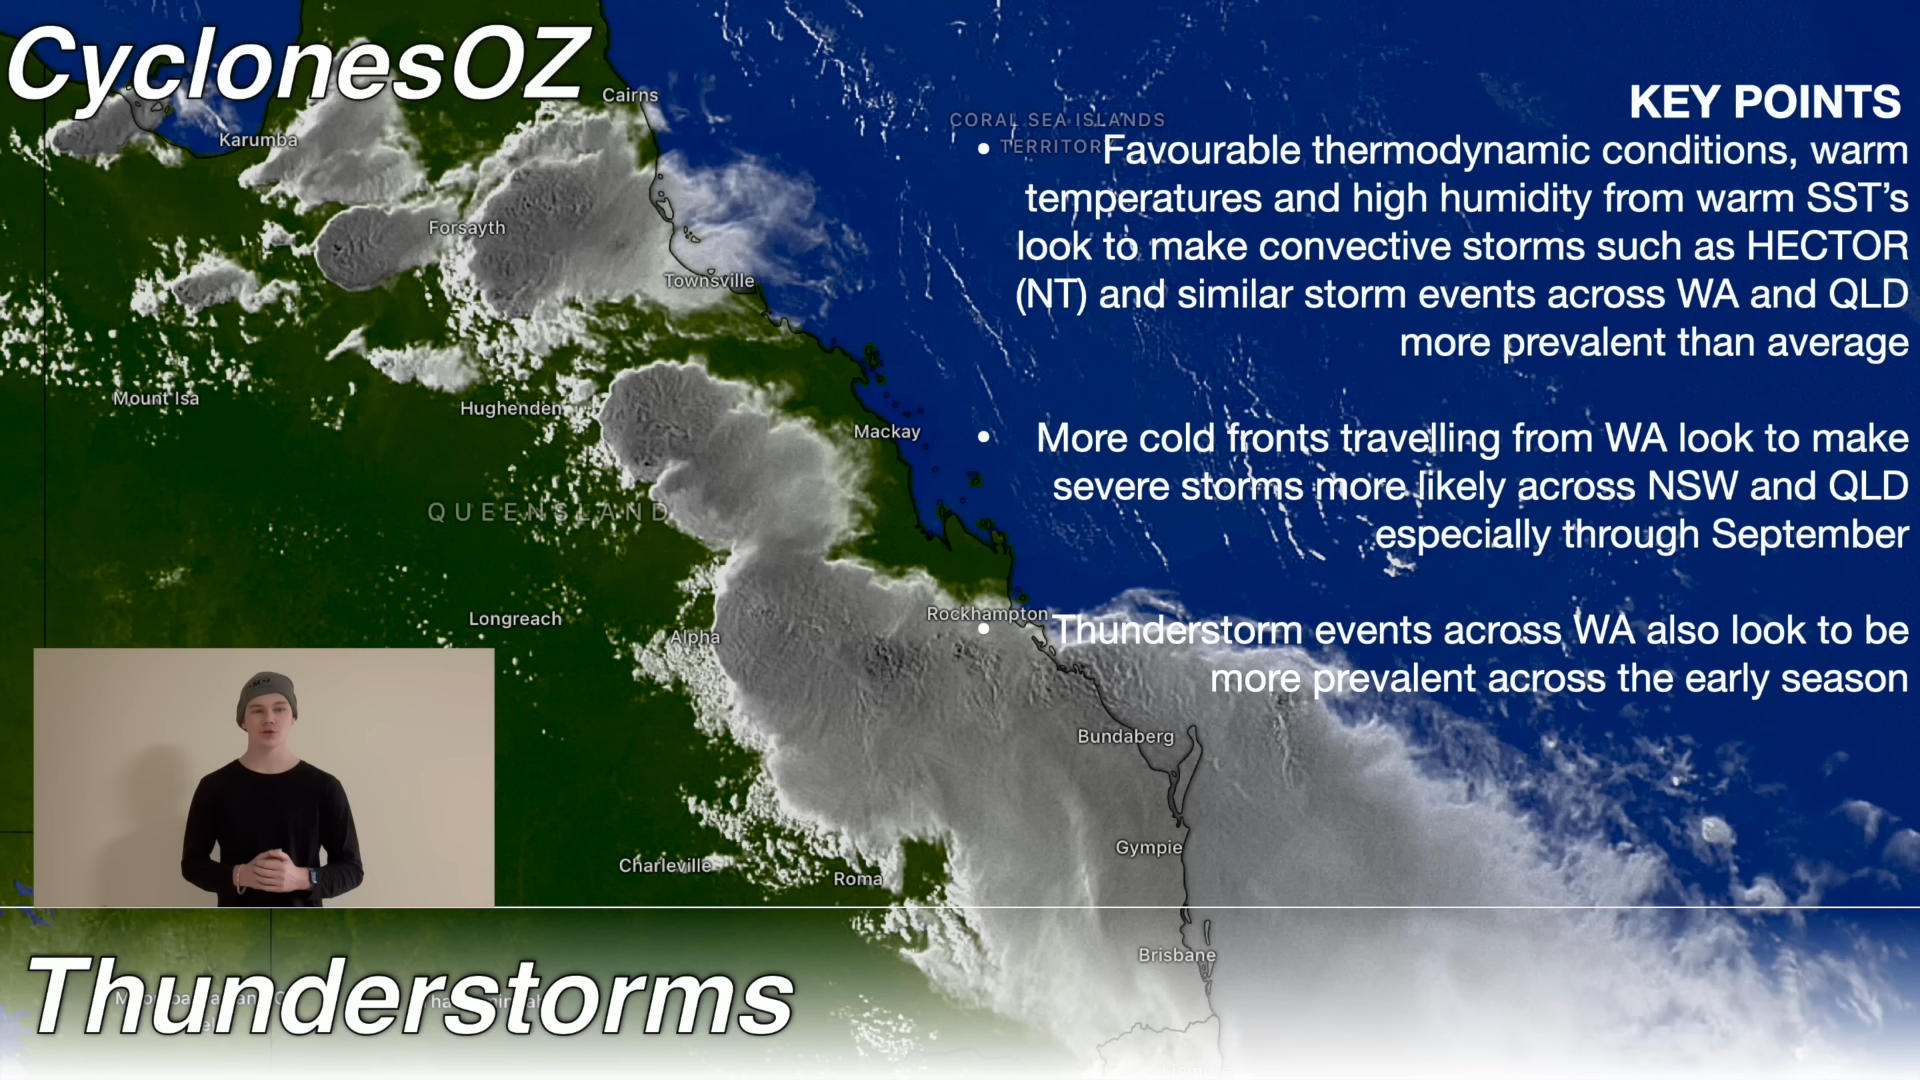 CyclonesOZ
Cairns
Karumba
CORAL SEA ISLANDS
TERRITORY
Forsayth
Townsville
Mount Isa
Hughenden
Mackay
QUEENSLAND
Longreach
Alpha
Rockhampton
Bundaberg
Gympie
Charleville
Roma
Brisbane
KEY POINTS
• Favourable thermodynamic conditions, warm
temperatures and high humidity from warm SST’s
look to make convective storms such as HECTOR
(NT) and similar storm events across WA and QLD
more prevalent than average
• More cold fronts travelling from WA look to make
severe storms more likely across NSW and QLD
especially through September
• Thunderstorm events across WA also look to be
more prevalent across the early season
Thunderstorms